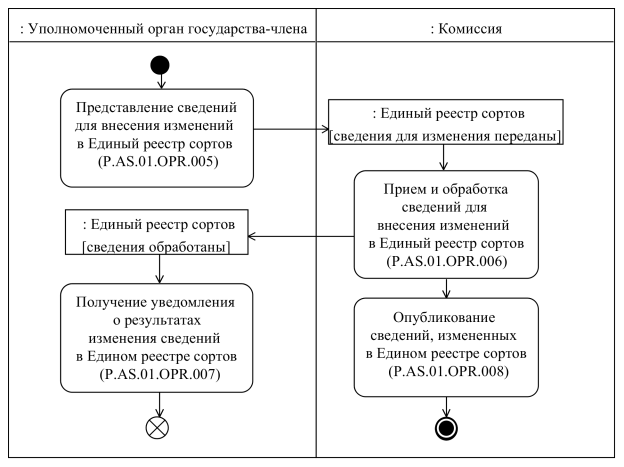 : Уполномоченный орган государства-члена
: Комиссия
Представление сведений
для внесения изменений
в Единый реестр сортов
(P.AS.01.OPR.005)
: Единый реестр сортов
[сведения для изменения переданы]
Прием и обработка
сведений для
внесения изменений
в Единый реестр сортов
(P.AS.01.OPR.006)
: Единый реестр сортов
[сведения обработаны]
Получение уведомления
о результатах
изменения сведений
в Едином реестре сортов
(P.AS.01.OPR.007)
Опубликование
сведений, измененных
в Едином реестре сортов
(P.AS.01.OPR.008)